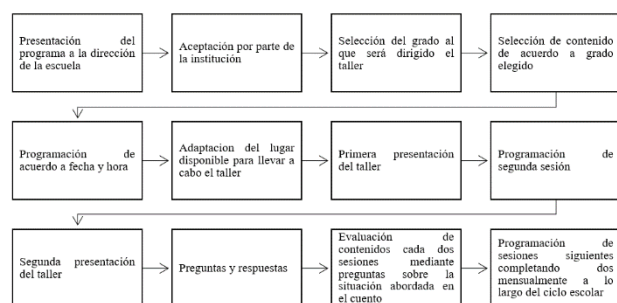 Presentación del
programa a la dirección
de la escuela
Aceptación por parte de
la institución
Selección del grado al
que será dirigido el
taller
Selección de contenido
de acuerdo a grado
elegido
Programación de
acuerdo a fecha y hora
Adaptacion del lugar
disponible para llevar a
cabo el taller
Primera presentación
del taller
Programación de
segunda sesión
Segunda presentación
del taller
Preguntas y respuestas
Evaluación de
contenidos cada dos
sesiones mediante
preguntas sobre la
situación abordada en
el cuento
Programación de
sesiones siguientes
completando dos
mensualmente a lo
largo del ciclo escolar